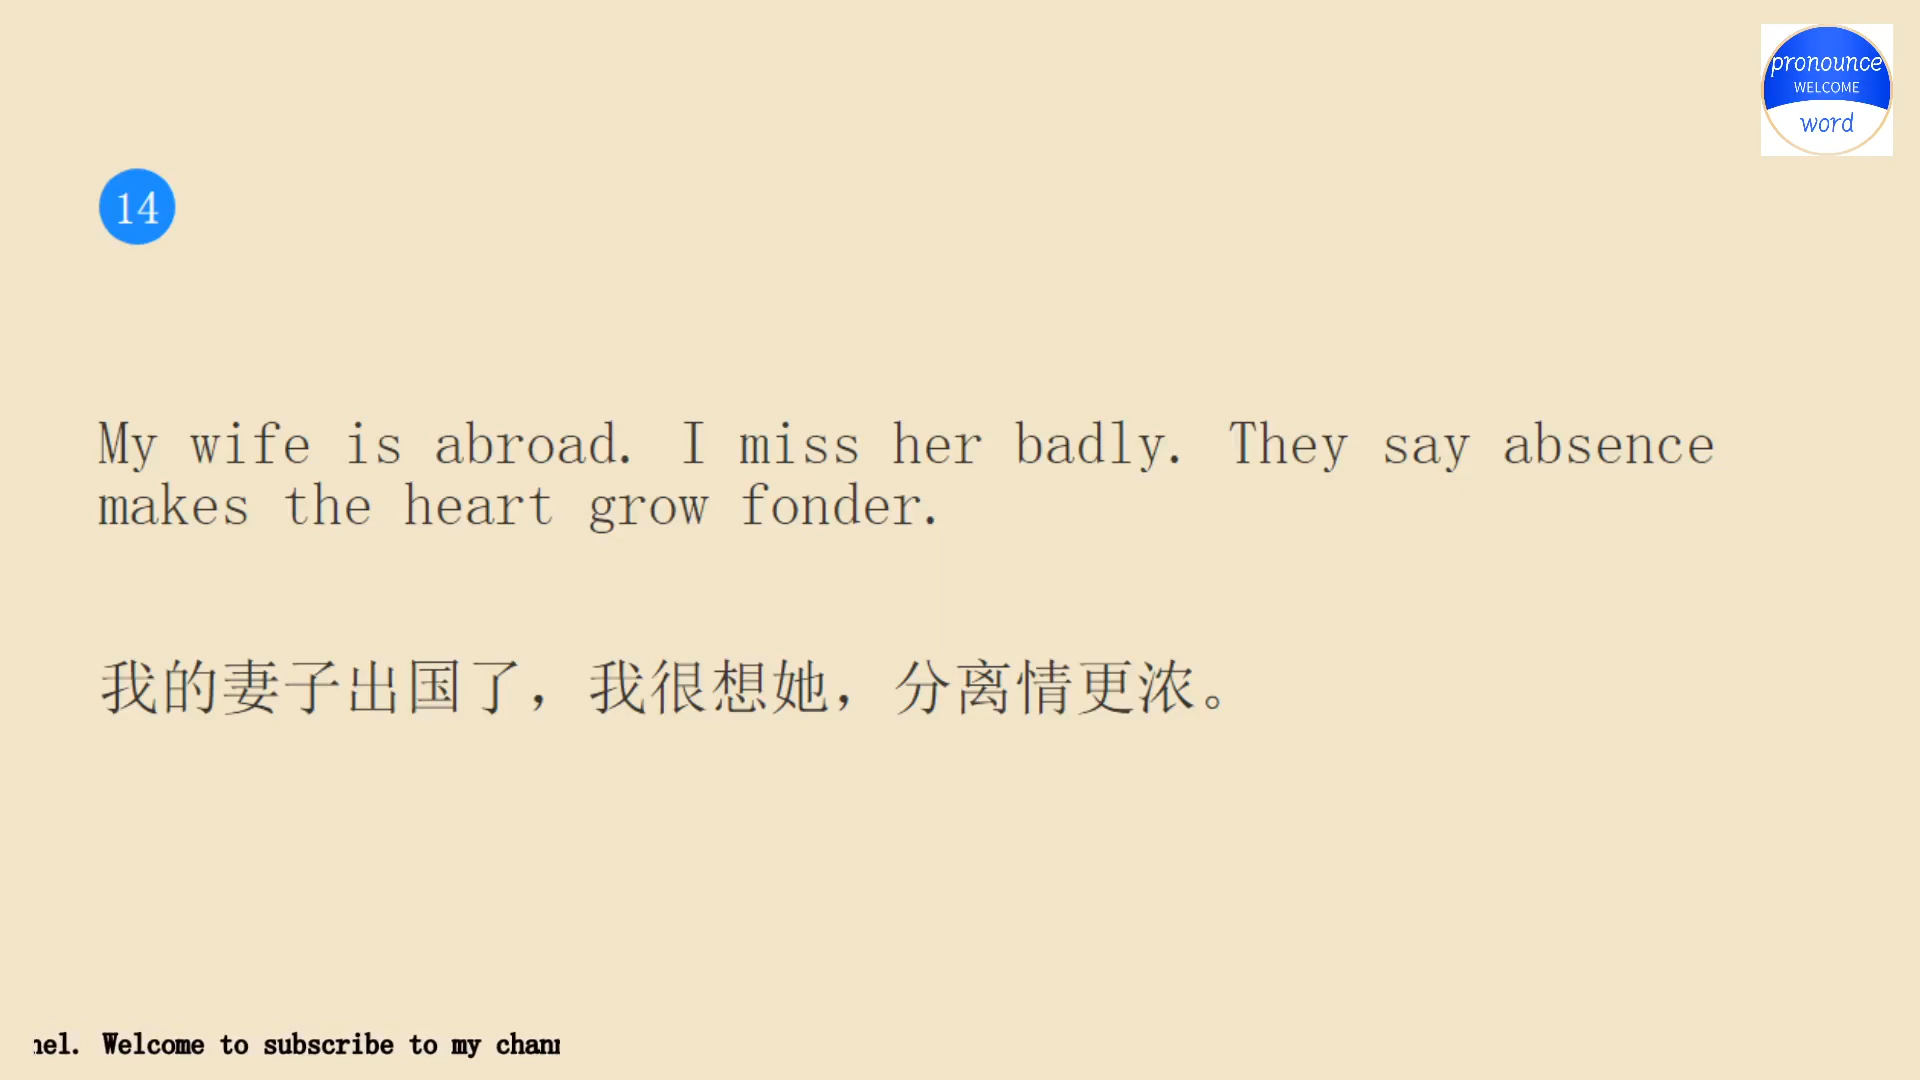 pronounce
WELCOME
word
14
My wife is abroad. I miss her badly. They say absence
makes the heart grow fonder.
我的妻子出国了，我很想她，分离情更浓。
nel. Welcome to subscribe to my chann